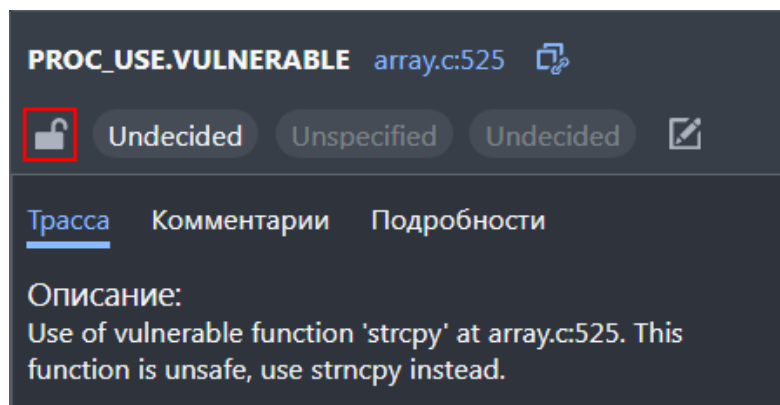 PROC_USE.VULNERABLE array.c:525
Undecided Unspecified Undecided
Трасса Комментарии Подробности
Описание:
Use of vulnerable function 'strcpy' at array.c:525. This
function is unsafe, use strncpy instead.